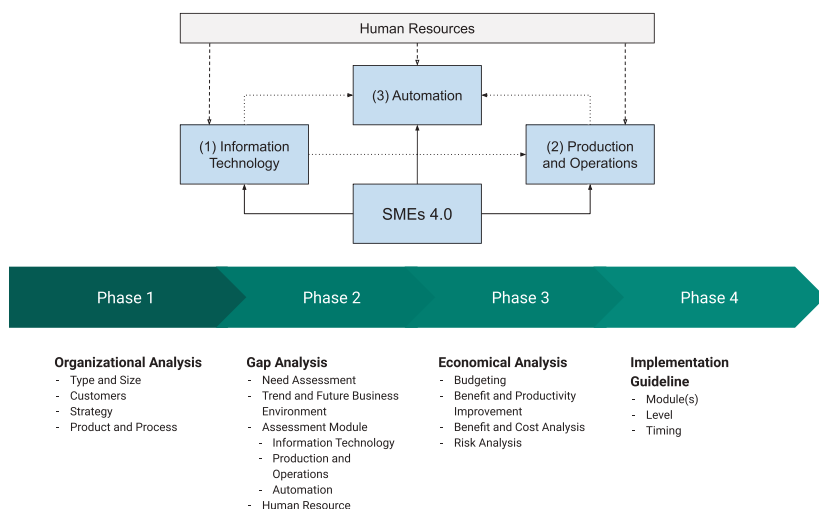 Human Resources
(3) Automation
(1) Information
Technology
(2) Production
and Operations
SMEs 4.0
Phase 1
Phase 2
Phase 3
Phase 4
Organizational Analysis
- Type and Size
- Customers
- Strategy
- Product and Process
Gap Analysis
- Need Assessment
- Trend and Future Business
Environment
- Assessment Module
- Information Technology
- Production and
Operations
- Automation
- Human Resource
Economical Analysis
- Budgeting
- Benefit and Productivity
Improvement
- Benefit and Cost Analysis
- Risk Analysis
Implementation
Guideline
- Module(s)
- Level
- Timing